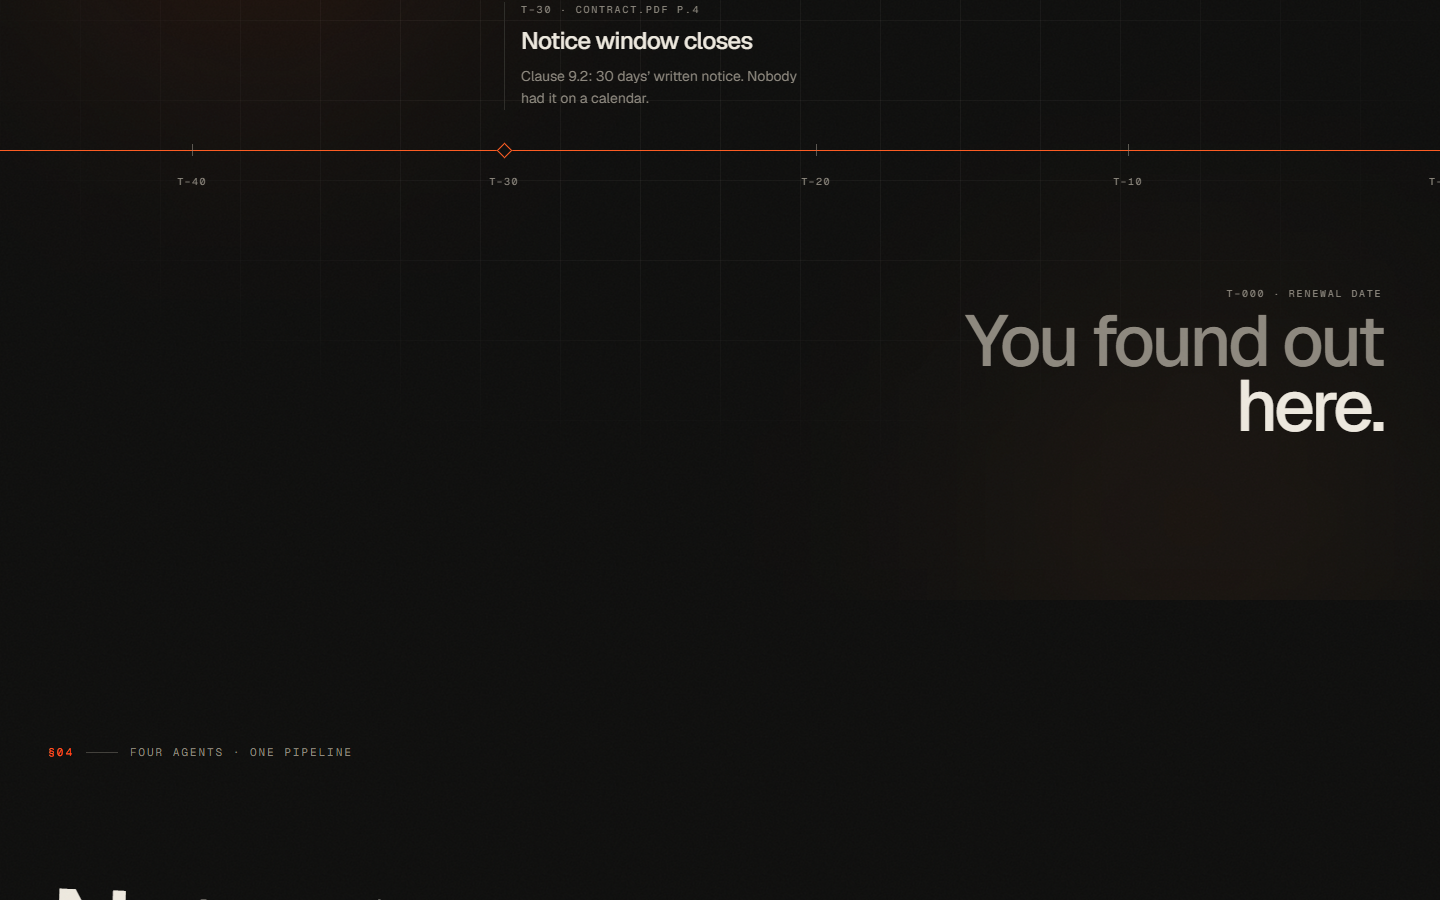 T−30 · CONTRACT.PDF P.4
Notice window closes
Clause 9.2: 30 days' written notice. Nobody
had it on a calendar.
T−40
T−30
T−20
T−10
T−
T−000 · RENEWAL DATE
You found out
here.
§04 FOUR AGENTS · ONE PIPELINE